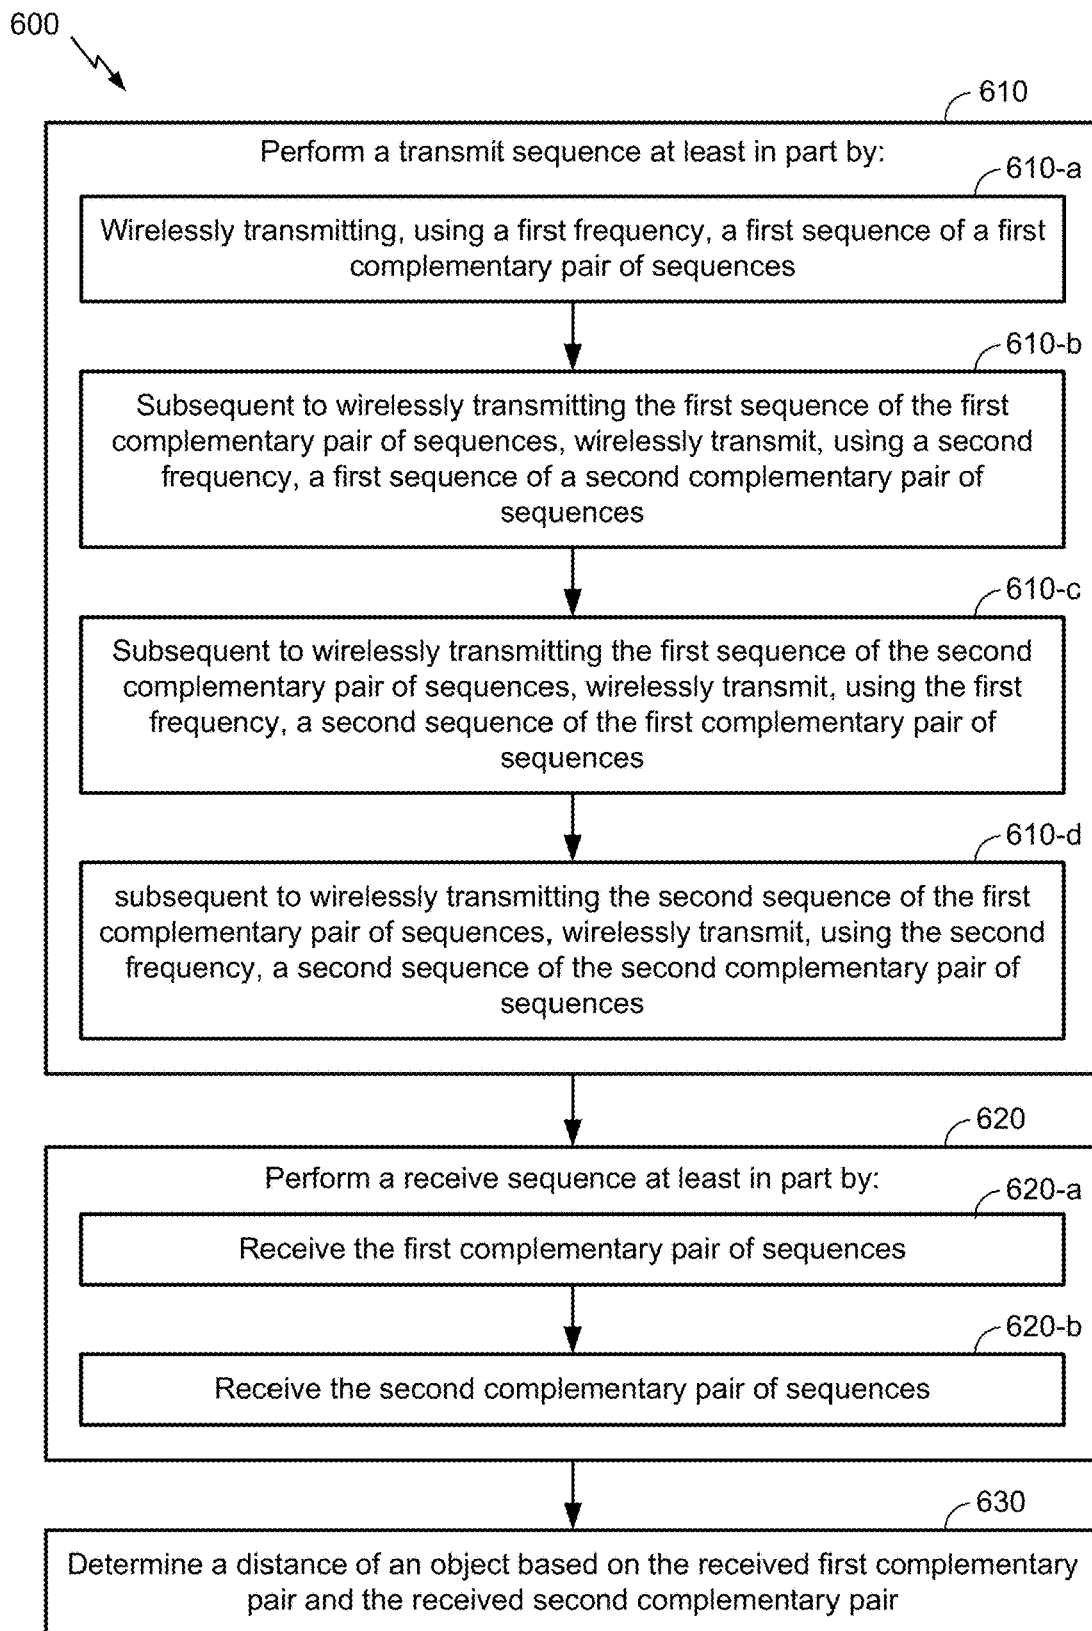 600
610
Perform a transmit sequence at least in part by:
610-a
Wirelessly transmitting, using a first frequency, a first sequence of a first
complementary pair of sequences
610-b
Subsequent to wirelessly transmitting the first sequence of the first
complementary pair of sequences, wirelessly transmit, using a second
frequency, a first sequence of a second complementary pair of
sequences
610-c
Subsequent to wirelessly transmitting the first sequence of the second
complementary pair of sequences, wirelessly transmit, using the first
frequency, a second sequence of the first complementary pair of
sequences
610-d
subsequent to wirelessly transmitting the second sequence of the first
complementary pair of sequences, wirelessly transmit, using the second
frequency, a second sequence of the second complementary pair of
sequences
620
Perform a receive sequence at least in part by:
620-a
Receive the first complementary pair of sequences
620-b
Receive the second complementary pair of sequences
630
Determine a distance of an object based on the received first complementary
pair and the received second complementary pair